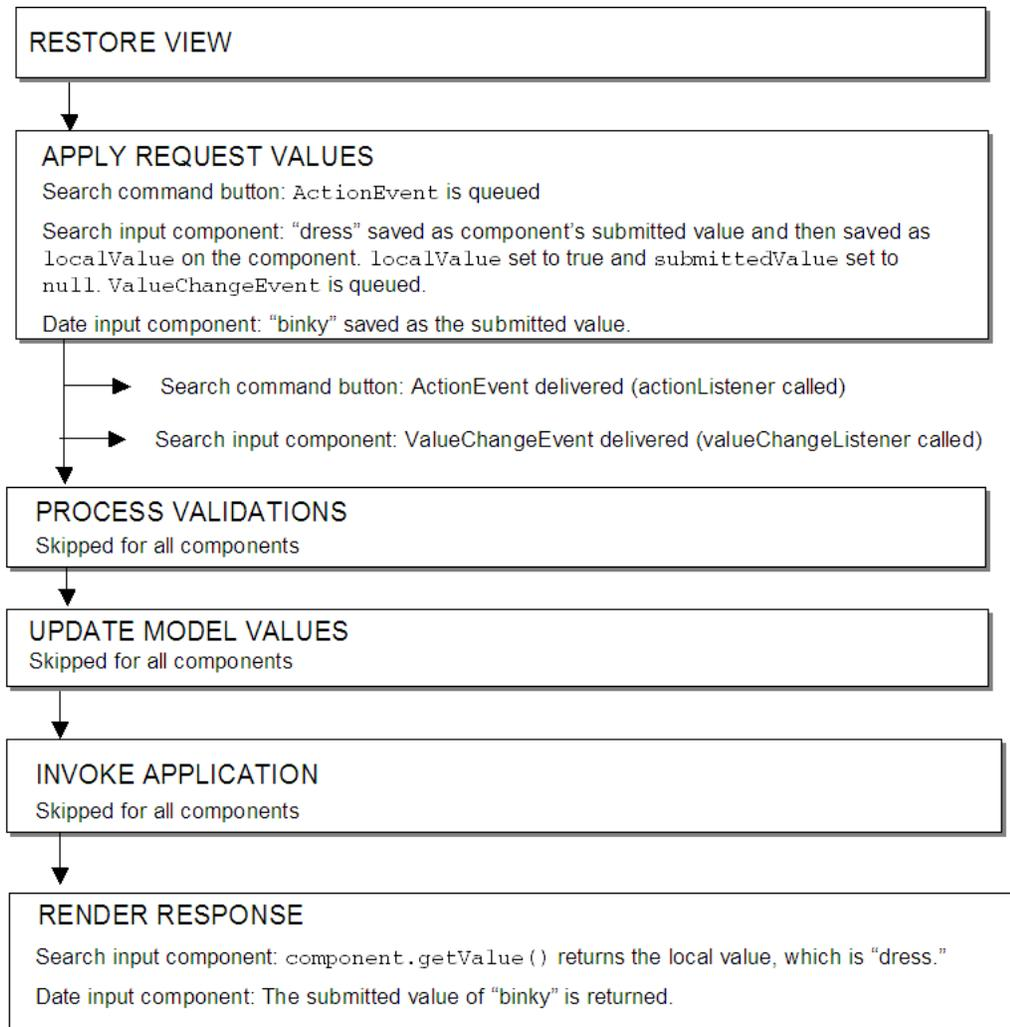 RESTORE VIEW
APPLY REQUEST VALUES
Search command button: ActionEvent is queued
Search input component: “dress” saved as component’s submitted value and then saved as
localValue on the component. localValue set to true and submittedValue set to
null. ValueChangeEvent is queued.
Date input component: “binky” saved as the submitted value.
Search command button: ActionEvent delivered (actionListener called)
Search input component: ValueChangeEvent delivered (valueChangeListener called)
PROCESS VALIDATIONS
Skipped for all components
UPDATE MODEL VALUES
Skipped for all components
INVOKE APPLICATION
Skipped for all components
RENDER RESPONSE
Search input component: component.getValue() returns the local value, which is “dress.”
Date input component: The submitted value of “binky” is returned.